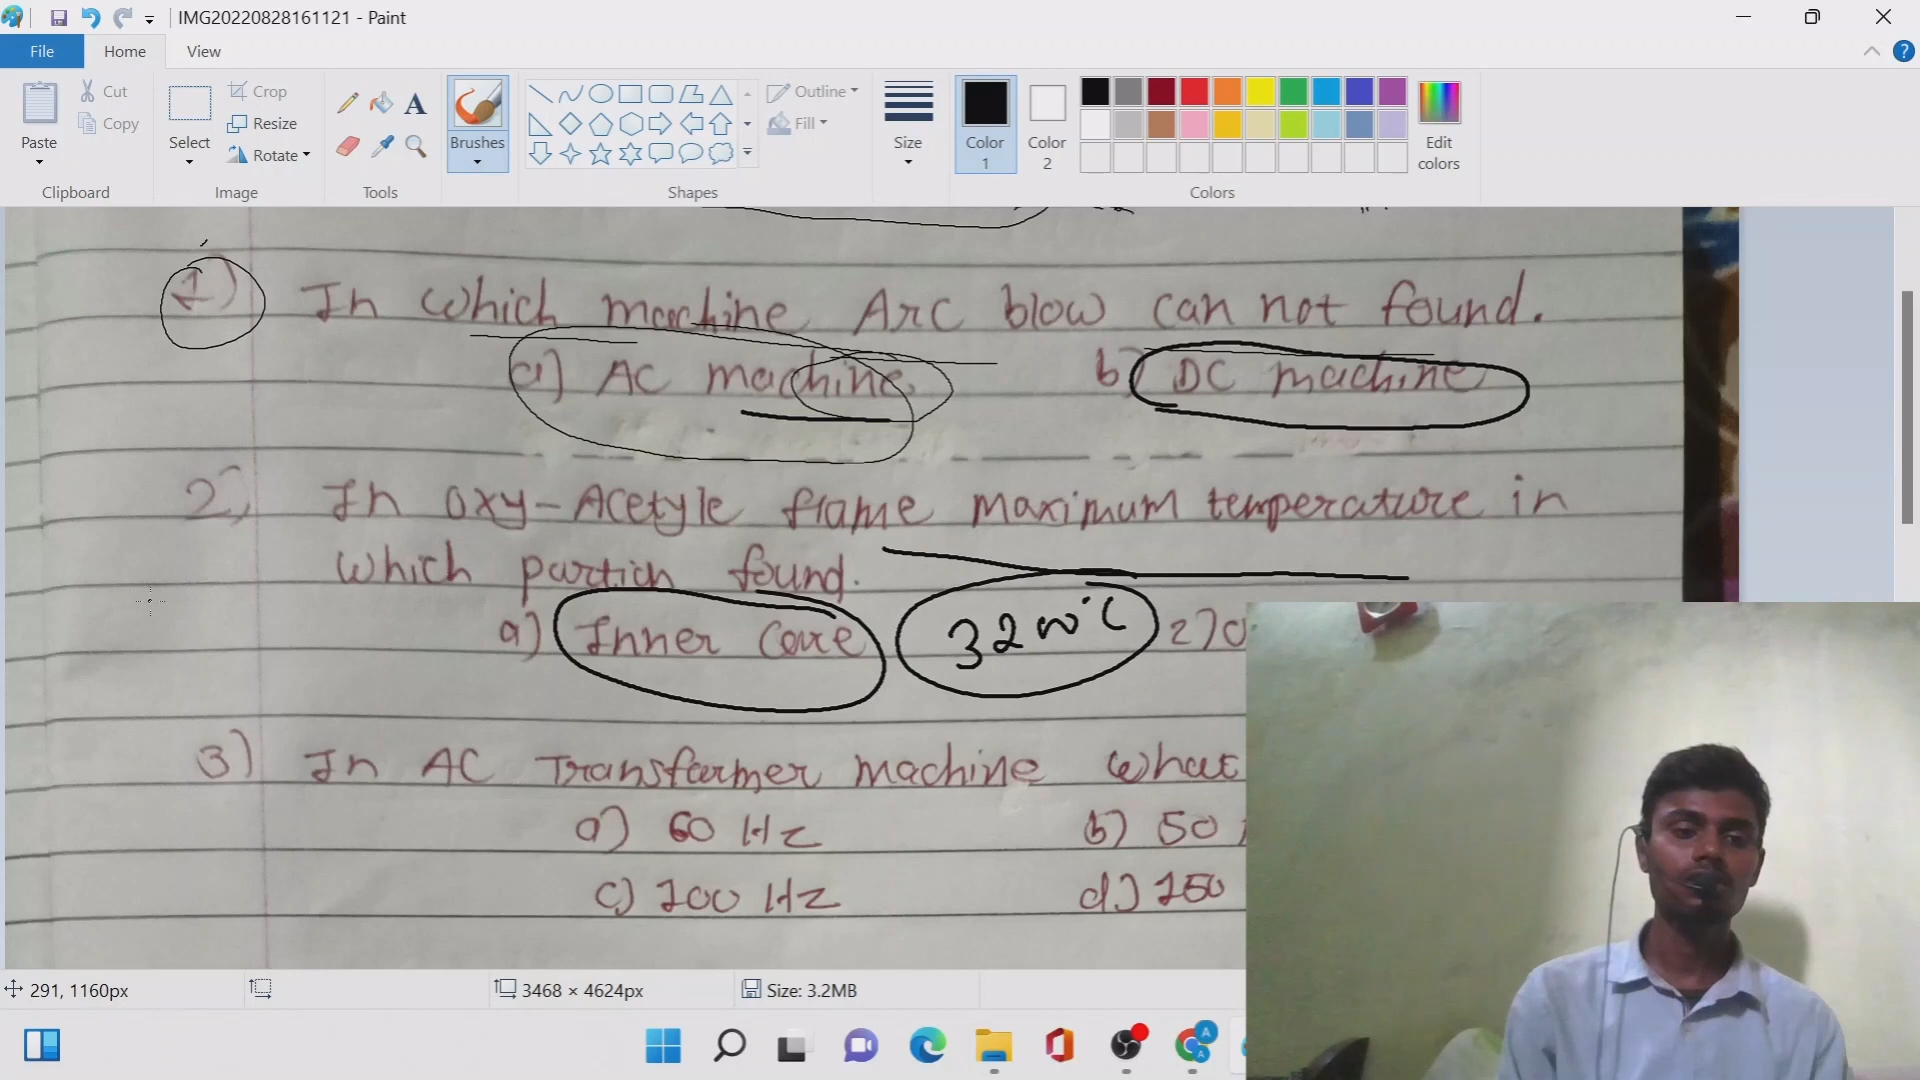 IMG20220828161121 - Paint
File Home View
Paste Cut Copy Clipboard
Select Crop Resize Rotate Image
Tools
Brushes
Shapes
Outline Fill
Size
Color 1 Color 2 Edit colors Colors
1) In which machine Arc blow can not found.
a) AC machine. b) DC machine
2) In oxy-Acetyle flame maximum temperature in
which partion found.
a) Inner Core 3200°C
3) In AC Transformer machine what
a) 60 Hz b) 50
c) 100 Hz d) 150
291, 1160px 3468 × 4624px Size: 3.2MB